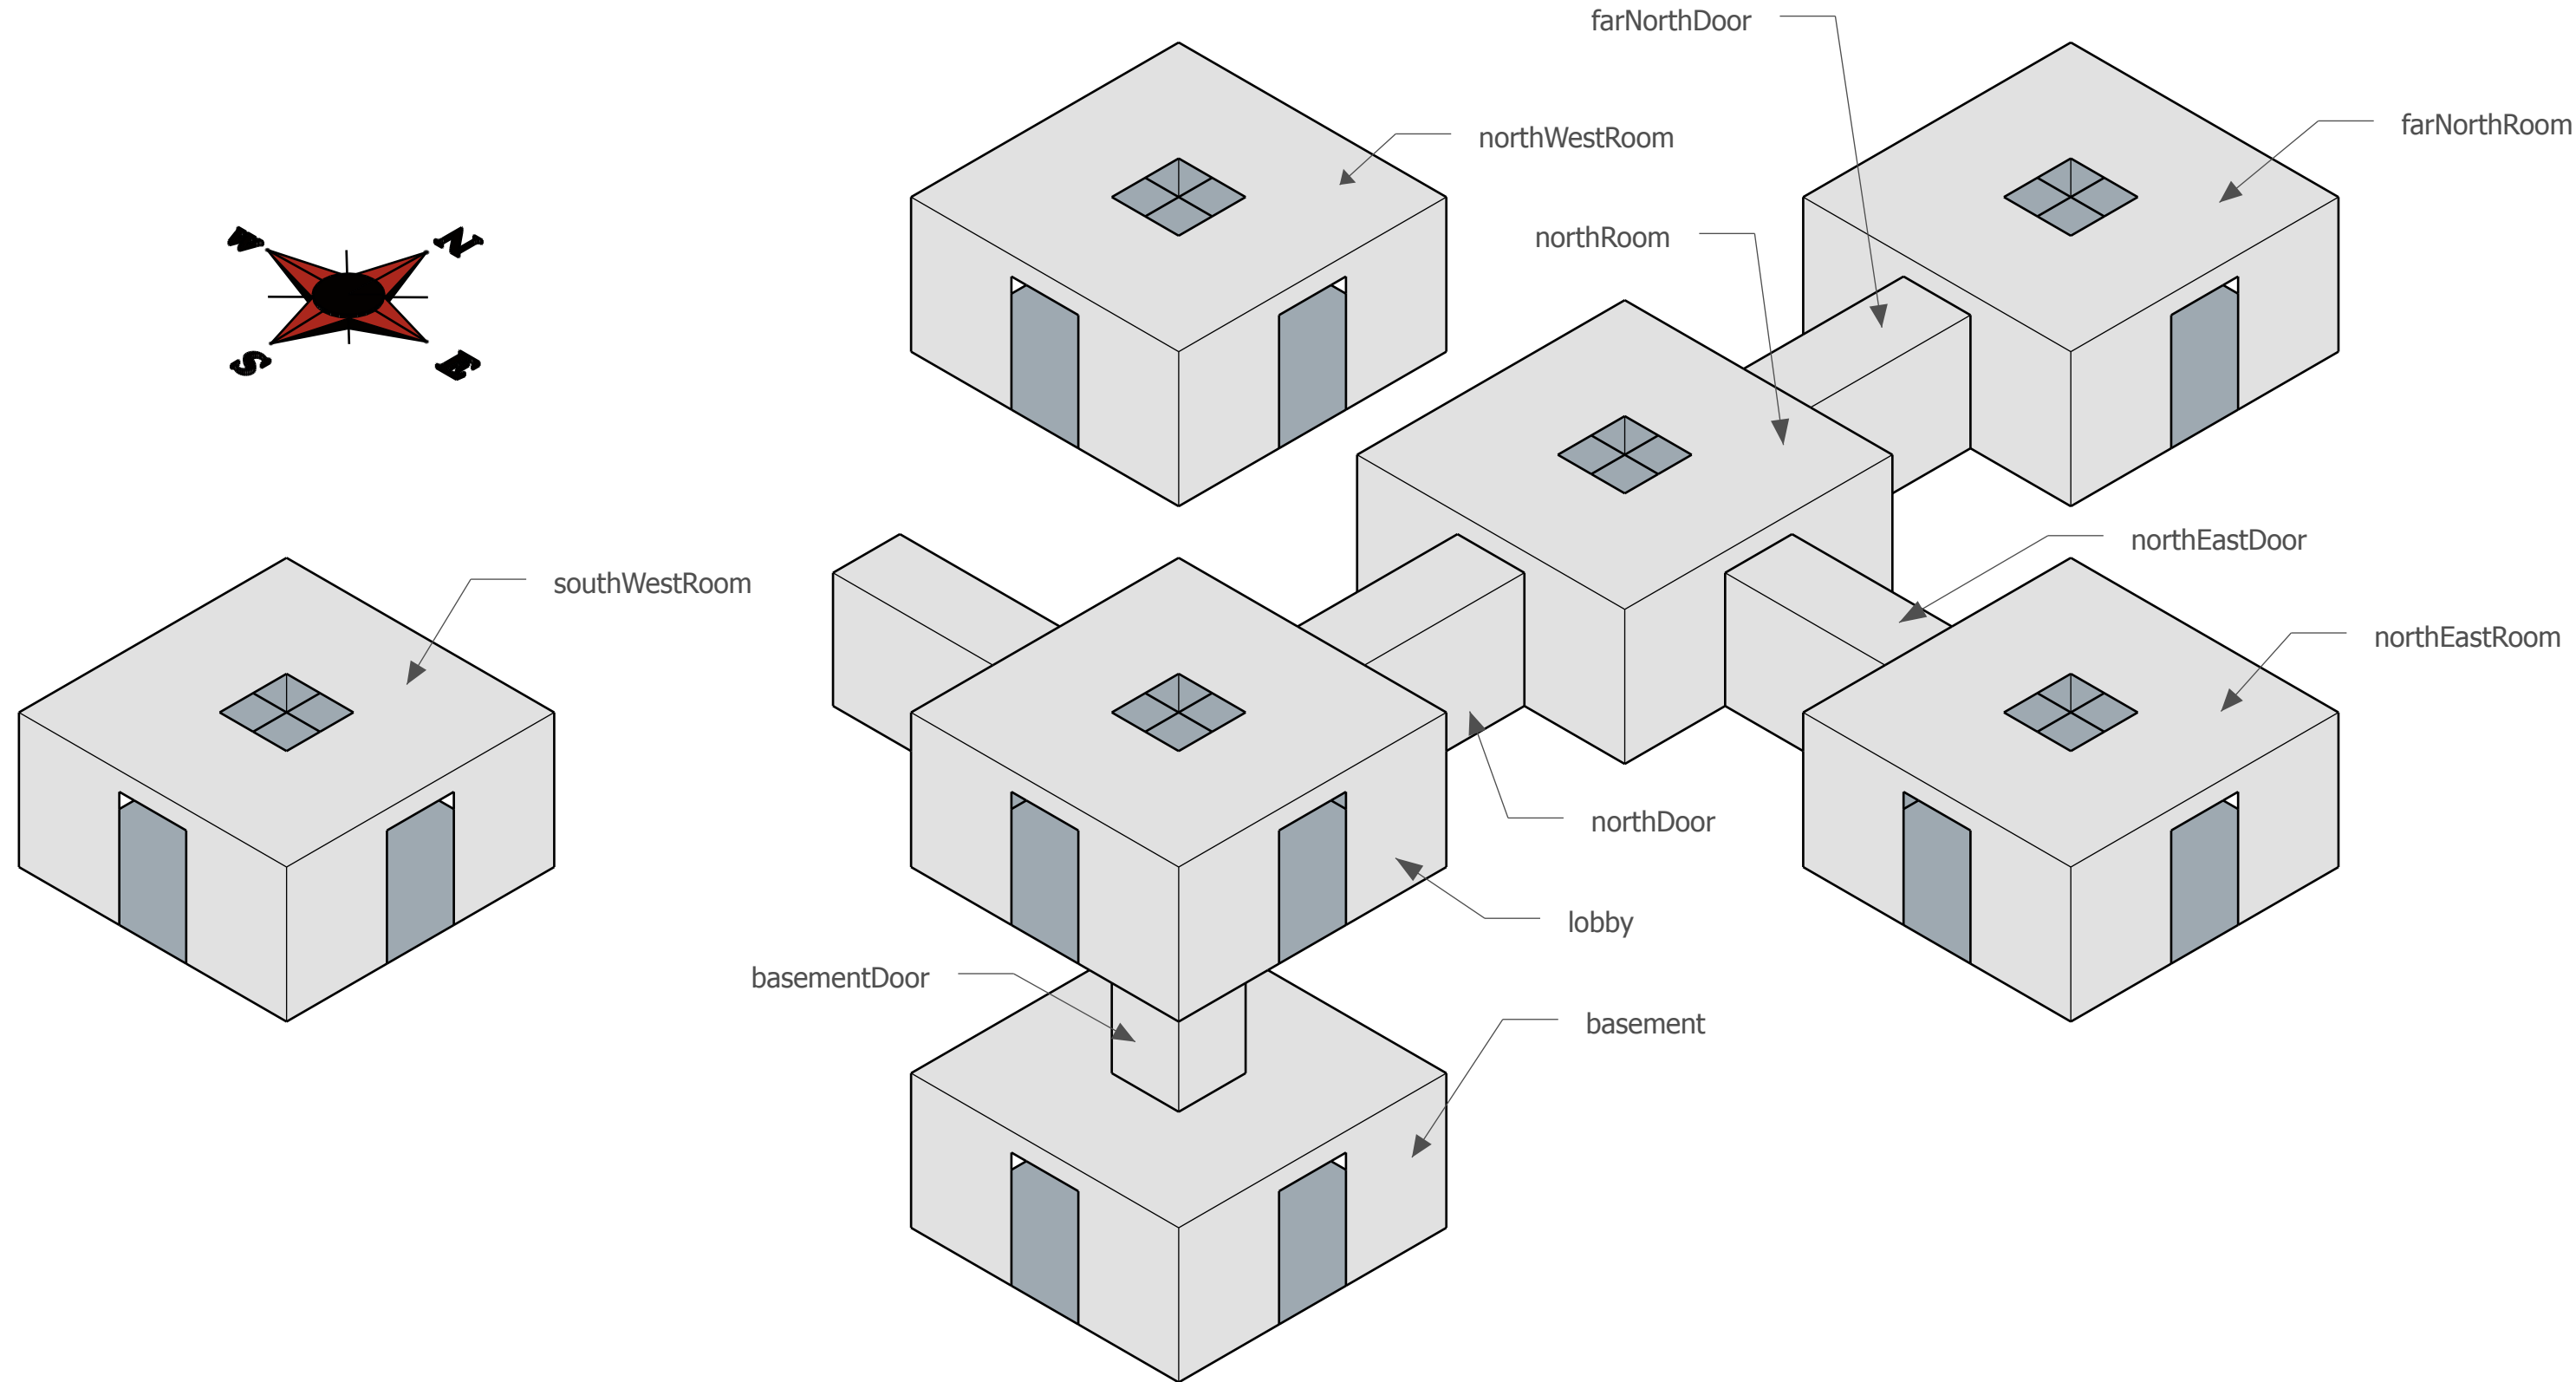 farNorthDoor
farNorthRoom
northWestRoom
W
N
northRoom
S
E
northEastDoor
southWestRoom
northEastRoom
northDoor
lobby
basementDoor
basement